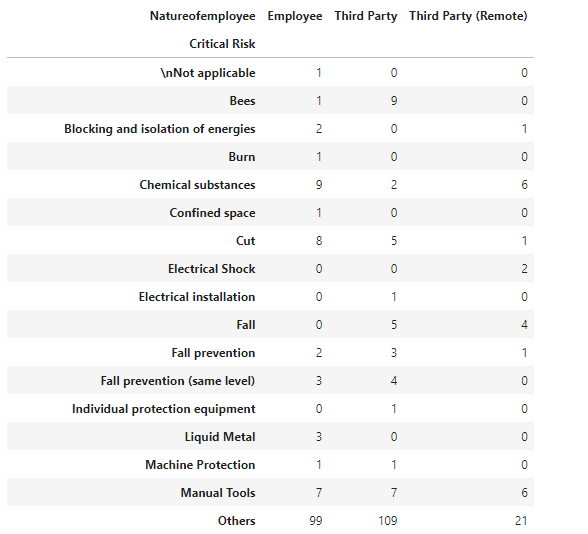 Natureofemployee Employee Third Party Third Party (Remote)
Critical Risk
\nNot applicable 1 0 0
Bees 1 9 0
Blocking and isolation of energies 2 0 1
Burn 1 0 0
Chemical substances 9 2 6
Confined space 1 0 0
Cut 8 5 1
Electrical Shock 0 0 2
Electrical installation 0 1 0
Fall 0 5 4
Fall prevention 2 3 1
Fall prevention (same level) 3 4 0
Individual protection equipment 0 1 0
Liquid Metal 3 0 0
Machine Protection 1 1 0
Manual Tools 7 7 6
Others 99 109 21